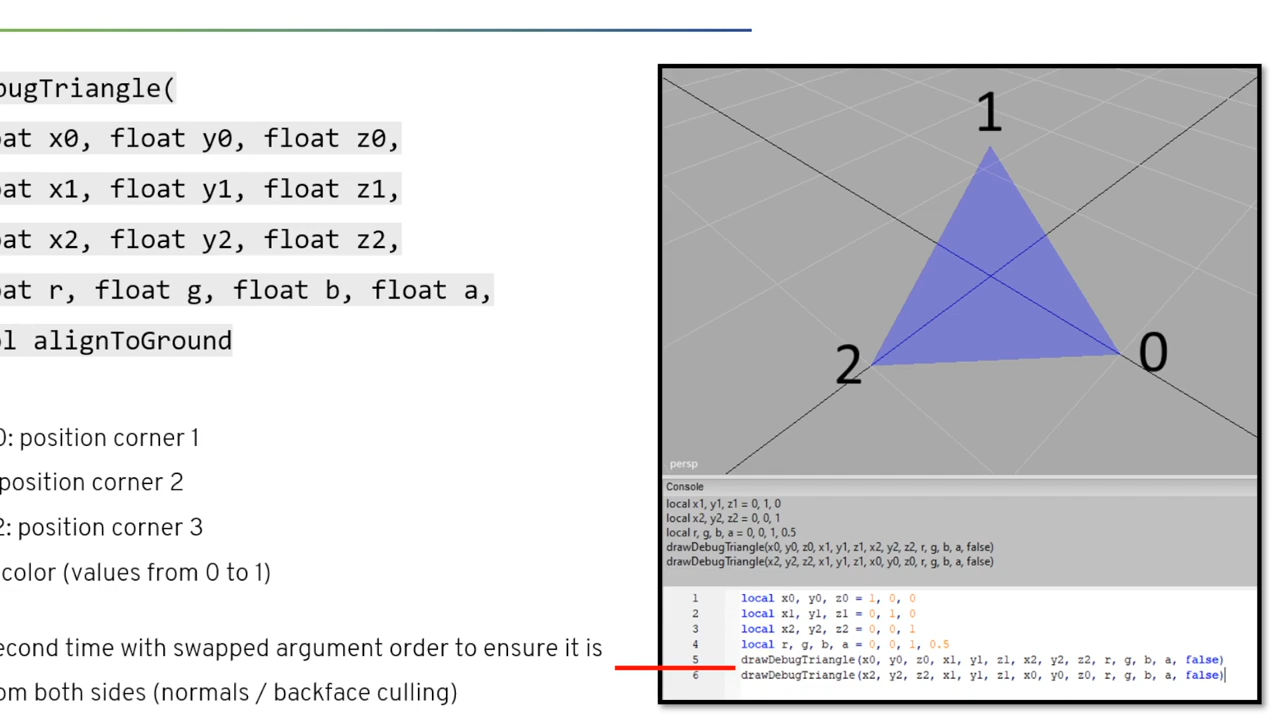 bugTriangle(
at x0, float y0, float z0,
at x1, float y1, float z1,
at x2, float y2, float z2,
at r, float g, float b, float a,
l alignToGround
0: position corner 1
position corner 2
2: position corner 3
color (values from 0 to 1)
econd time with swapped argument order to ensure it is
om both sides (normals / backface culling)
1
2
0
persp
Console
local x1, y1, z1 = 0, 1, 0
local x2, y2, z2 = 0, 0, 1
local r, g, b, a = 0, 0, 1, 0.5
drawDebugTriangle(x0, y0, z0, x1, y1, z1, x2, y2, z2, r, g, b, a, false)
drawDebugTriangle(x2, y2, z2, x1, y1, z1, x0, y0, z0, r, g, b, a, false)
1 local x0, y0, z0 = 1, 0, 0
2 local x1, y1, z1 = 0, 1, 0
3 local x2, y2, z2 = 0, 0, 1
4 local r, g, b, a = 0, 0, 1, 0.5
5 drawDebugTriangle(x0, y0, z0, x1, y1, z1, x2, y2, z2, r, g, b, a, false)
6 drawDebugTriangle(x2, y2, z2, x1, y1, z1, x0, y0, z0, r, g, b, a, false)